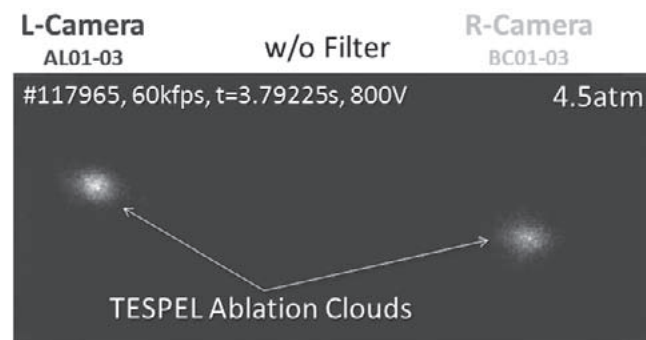 L-Camera
AL01-03
w/o Filter
R-Camera
BC01-03
#117965, 60kfps, t=3.79225s, 800V
4.5atm
TESPEL Ablation Clouds